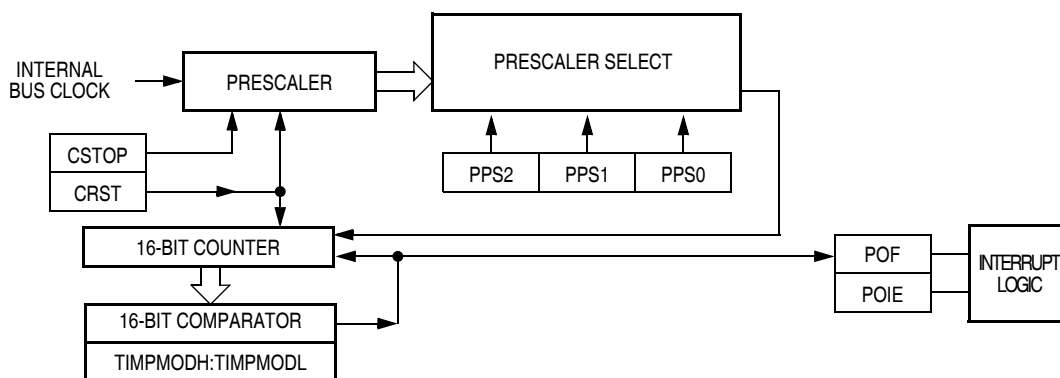 INTERNAL
BUS CLOCK
PRESCALER
PRESCALER SELECT
CSTOP
CRST
PPS2
PPS1
PPS0
16-BIT COUNTER
16-BIT COMPARATOR
TIMPMODH:TIMPMODL
POF
POIE
INTERRUPT
LOGIC